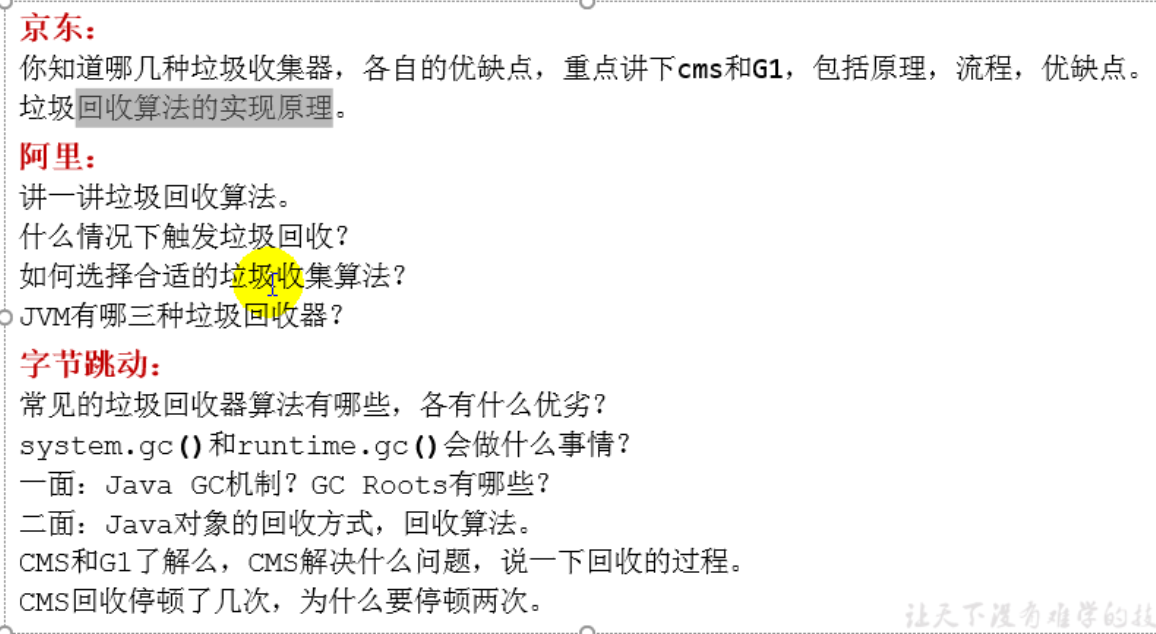 京东：
你知道哪几种垃圾收集器，各自的优缺点，重点讲下cms和G1，包括原理，流程，优缺点。
垃圾回收算法的实现原理。
阿里：
讲一讲垃圾回收算法。
什么情况下触发垃圾回收？
如何选择合适的垃圾收集算法？
JVM有哪三种垃圾回收器？
字节跳动：
常见的垃圾回收器算法有哪些，各有什么优劣？
system.gc()和runtime.gc()会做什么事情？
一面：Java GC机制？GC Roots有哪些？
二面：Java对象的回收方式，回收算法。
CMS和G1了解么，CMS解决什么问题，说一下回收的过程。
CMS回收停顿了几次，为什么要停顿两次。
让天下没有难学的技